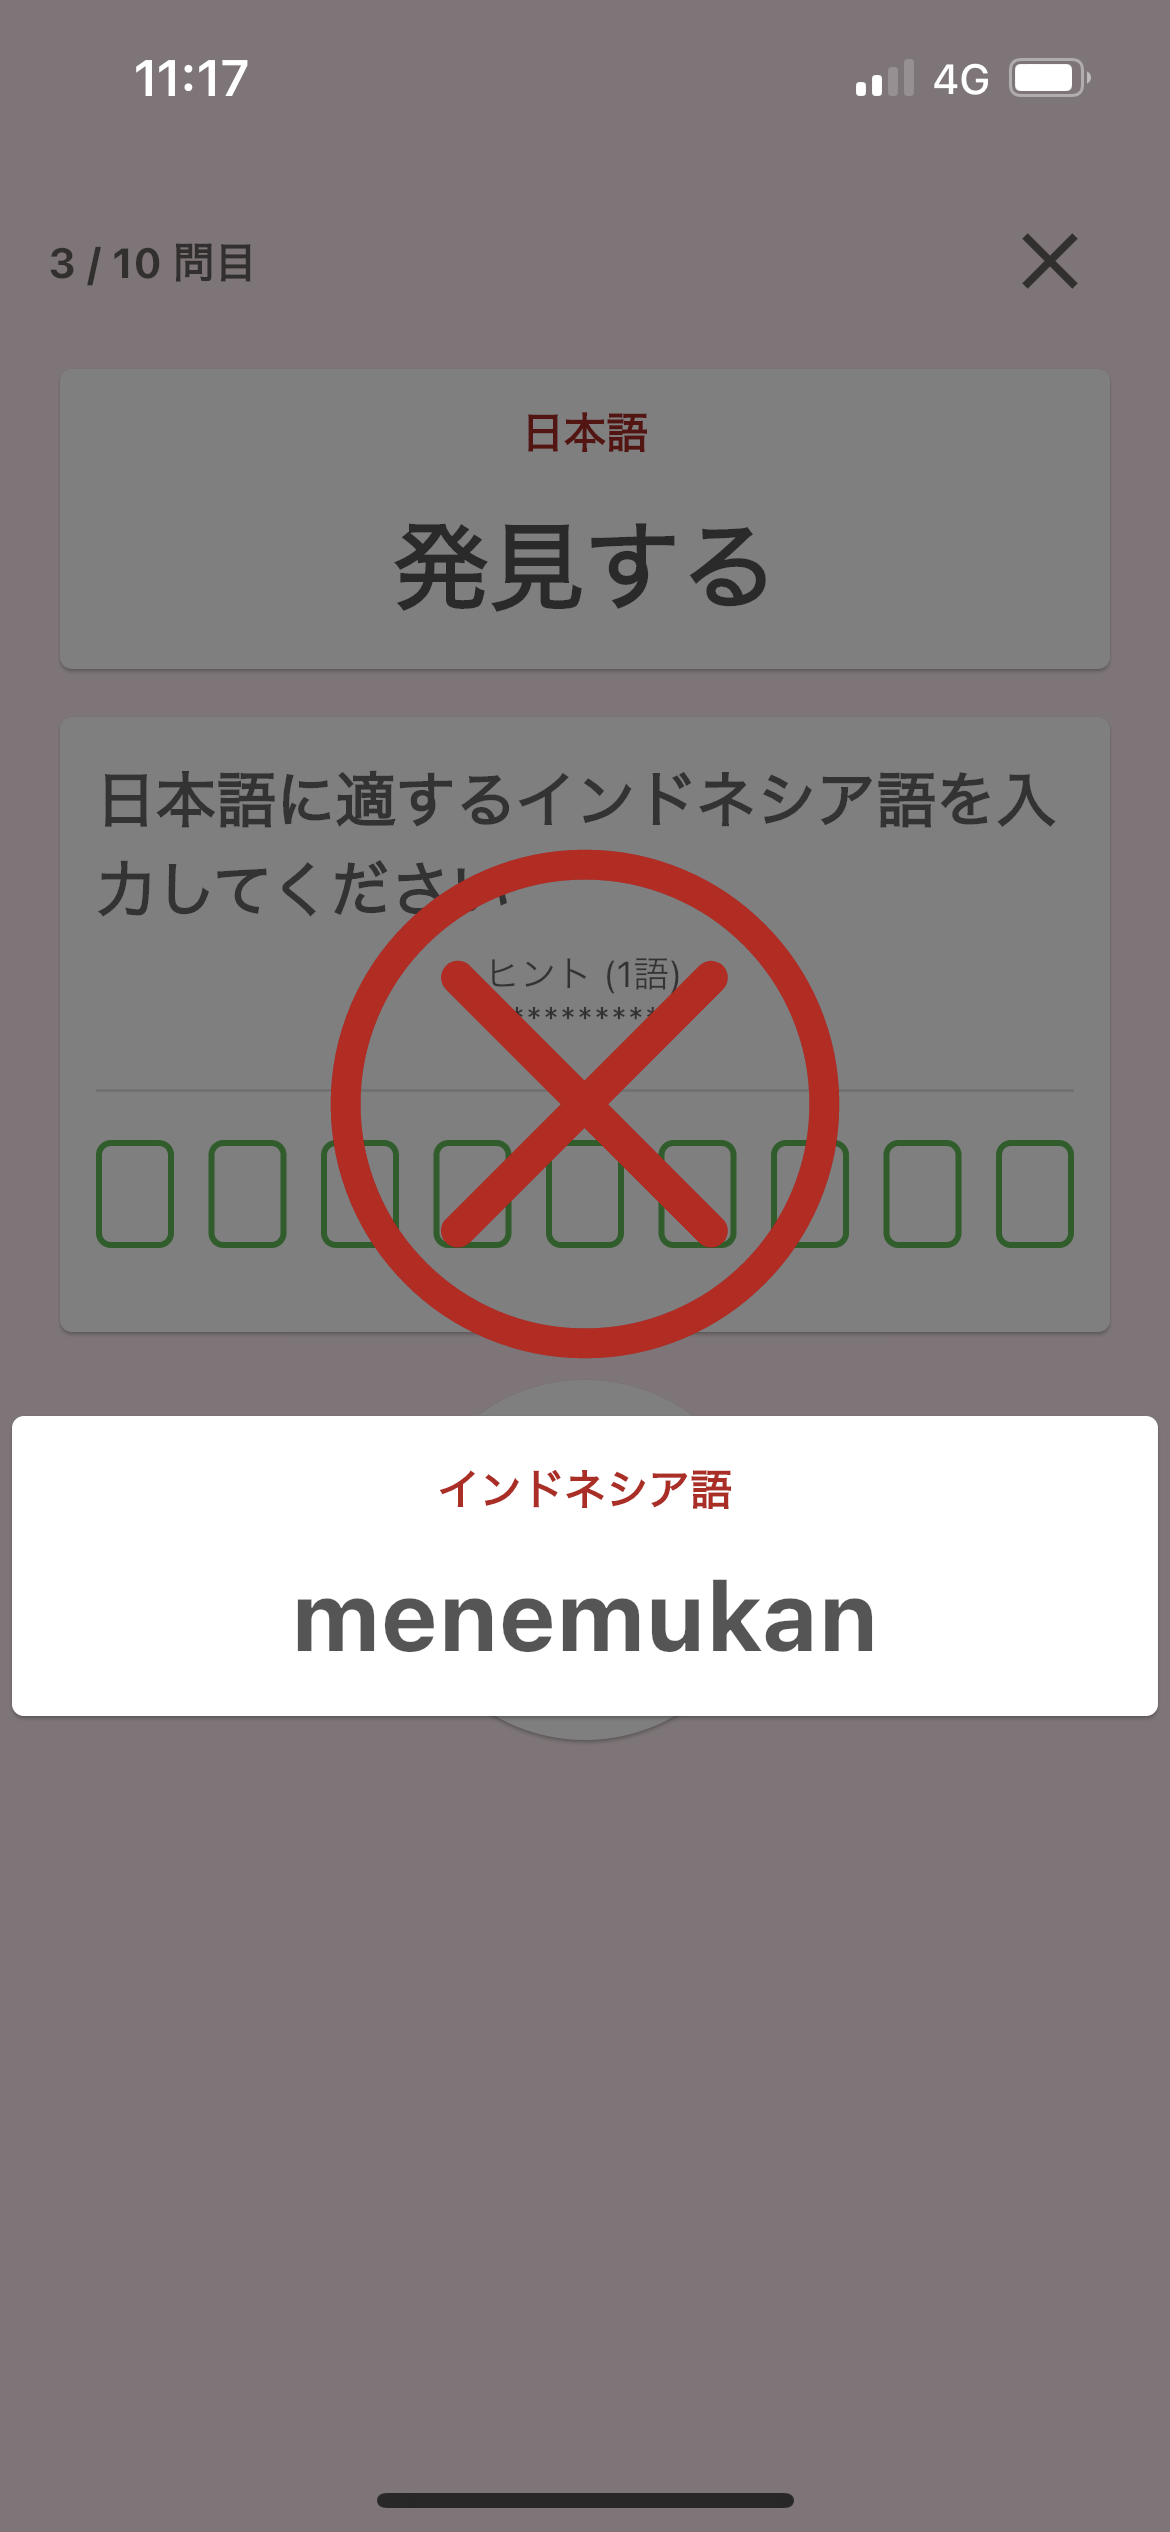 11:17
4G
3 / 10 問目
日本語
発見する
日本語に適するインドネシア語を入
力してください
ヒント (1語)
*********
インドネシア語
menemukan